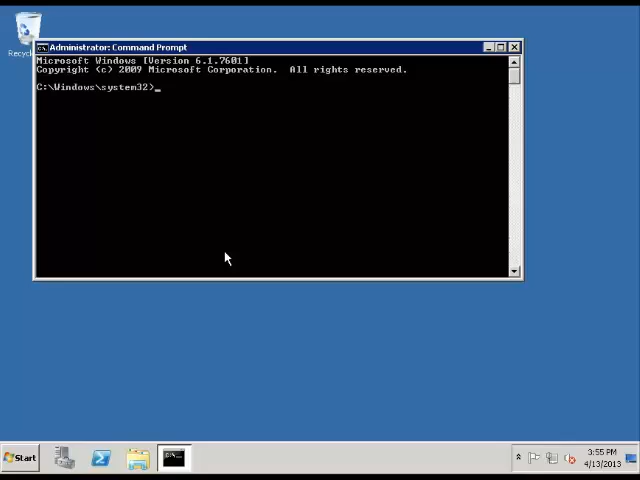 Administrator: Command Prompt
Microsoft Windows [Version 6.1.7601]
Copyright (c) 2009 Microsoft Corporation.  All rights reserved.
C:\Windows\system32>_
Start
3:55 PM
4/13/2013